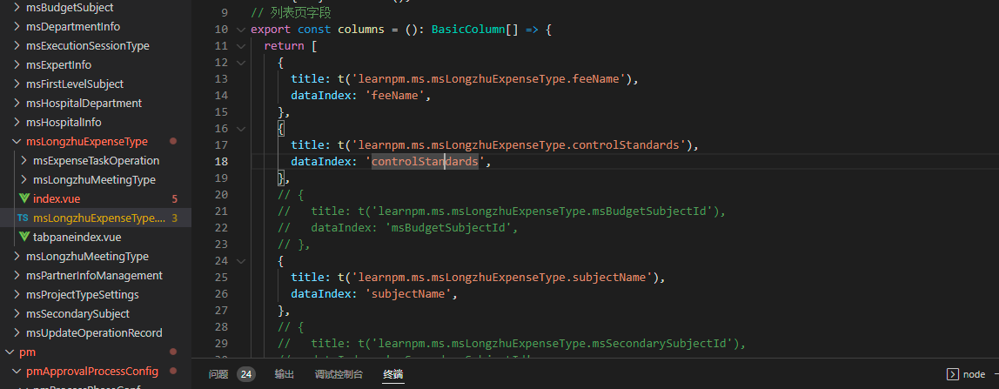 msBudgetSubject
msDepartmentInfo
msExecutionSessionType
msExpertInfo
msFirstLevelSubject
msHospitalDepartment
msHospitalInfo
msLongzhuExpenseType
msExpenseTaskOperation
msLongzhuMeetingType
index.vue 5
TS msLongzhuExpenseType.... 3
tabpaneindex.vue
msLongzhuMeetingType
msPartnerInfoManagement
msProjectTypeSettings
msSecondarySubject
msUpdateOperationRecord
pm
pmApprovalProcessConfig
9 // 列表页字段
10 export const columns = (): BasicColumn[] => {
11 return [
12 {
13 title: t('learnpm.ms.msLongzhuExpenseType.feeName'),
14 dataIndex: 'feeName',
15 },
16 {
17 title: t('learnpm.ms.msLongzhuExpenseType.controlStandards'),
18 dataIndex: 'controlStandards',
19 },
20 // {
21 // title: t('learnpm.ms.msLongzhuExpenseType.msBudgetSubjectId'),
22 // dataIndex: 'msBudgetSubjectId',
23 // },
24 {
25 title: t('learnpm.ms.msLongzhuExpenseType.subjectName'),
26 dataIndex: 'subjectName',
27 },
28 // {
29 // title: t('learnpm.ms.msLongzhuExpenseType.msSecondarySubjectId'),
问题 24 输出 调试控制台 终端
node